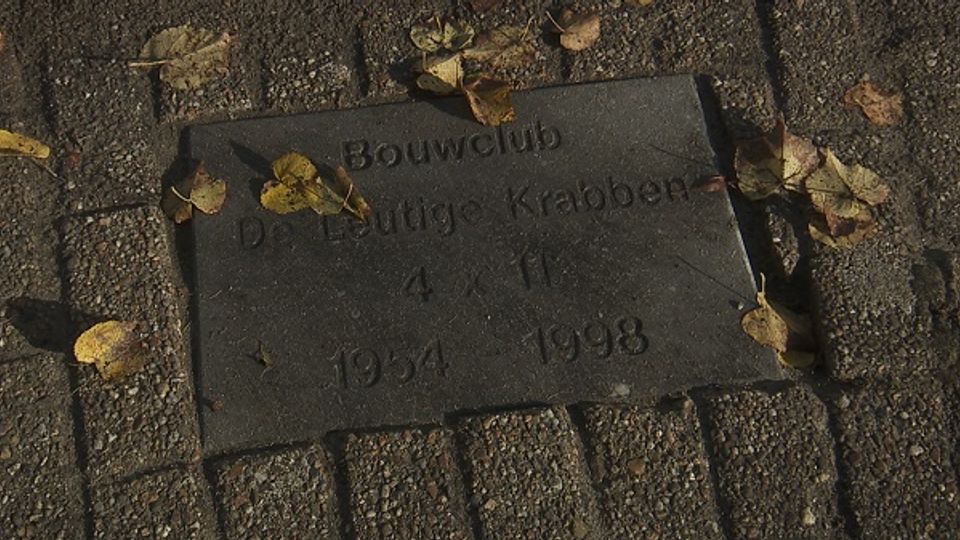 Bouwclub
De Leutige Krabben
4 x 11
1954 - 1998